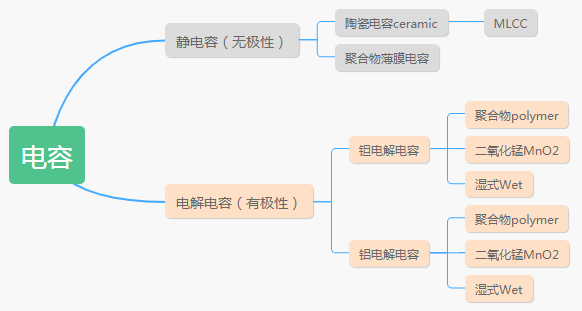 电容
静电容（无极性）
陶瓷电容ceramic
MLCC
聚合物薄膜电容
电解电容（有极性）
钽电解电容
聚合物polymer
二氧化锰MnO2
湿式Wet
铝电解电容
聚合物polymer
二氧化锰MnO2
湿式Wet